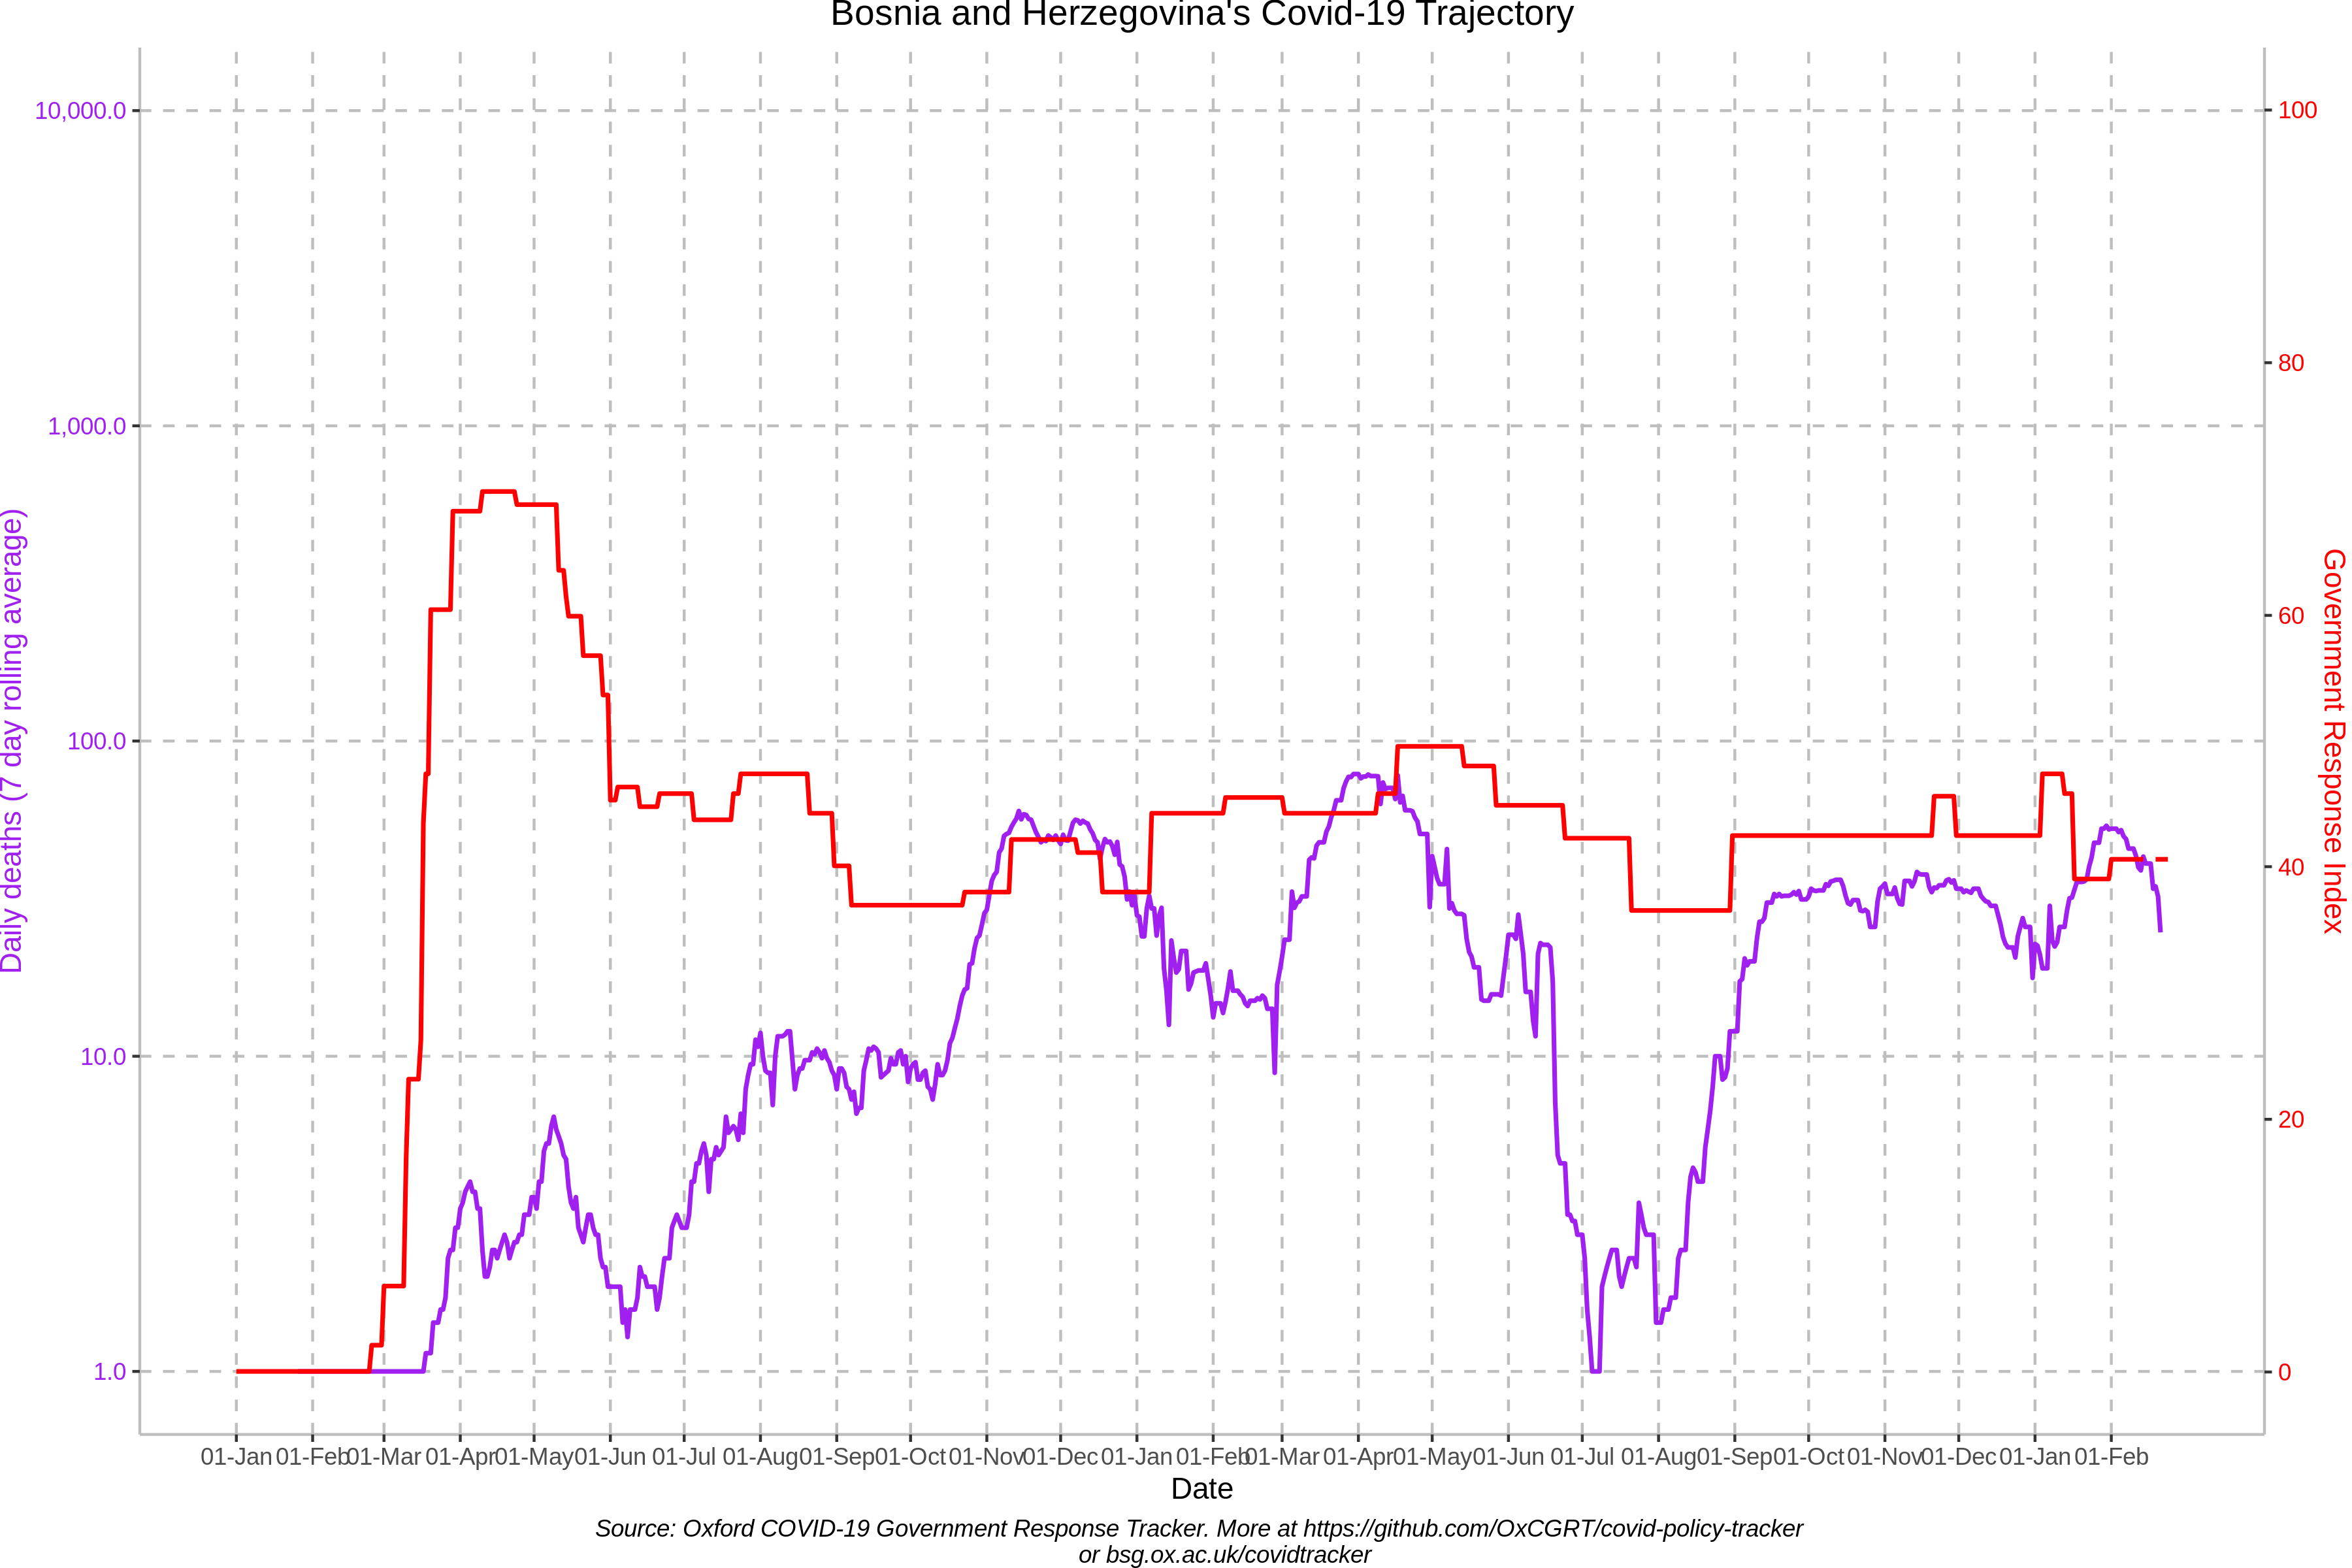 Bosnia and Herzegovina's Covid-19 Trajectory
Daily deaths (7 day rolling average)
10,000.0
1,000.0
100.0
10.0
1.0
100
80
60
40
20
0
Government Response Index
01-Jan 01-Feb 01-Mar 01-Apr 01-May 01-Jun 01-Jul 01-Aug 01-Sep 01-Oct 01-Nov 01-Dec 01-Jan 01-Feb 01-Mar 01-Apr 01-May 01-Jun 01-Jul 01-Aug 01-Sep 01-Oct 01-Nov 01-Dec 01-Jan 01-Feb
Date
Source: Oxford COVID-19 Government Response Tracker. More at https://github.com/OxCGRT/covid-policy-tracker
or bsg.ox.ac.uk/covidtracker